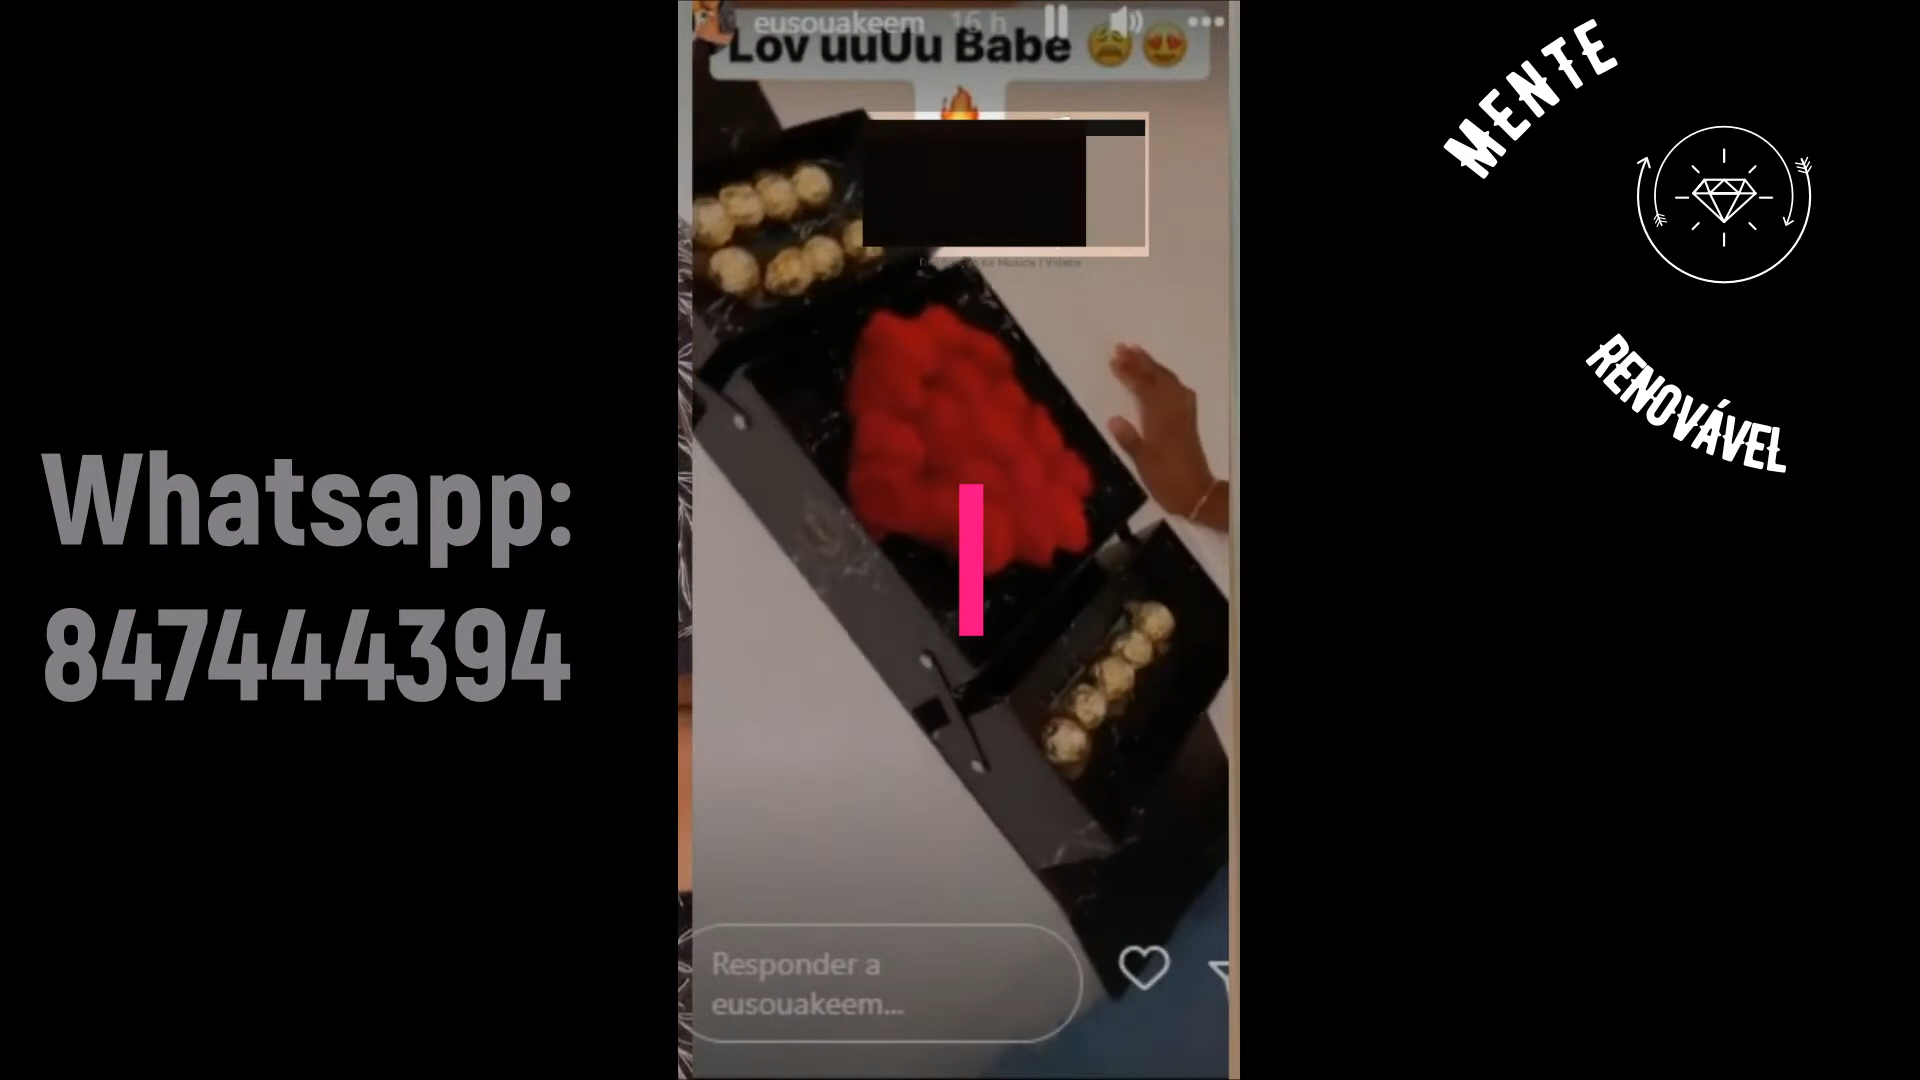 eusouakeem 16 h
Lov uuUu Babe 😩😍
🔥
MENTE
RENOVÁVEL
Whatsapp:
847444394
Responder a
eusouakeem...